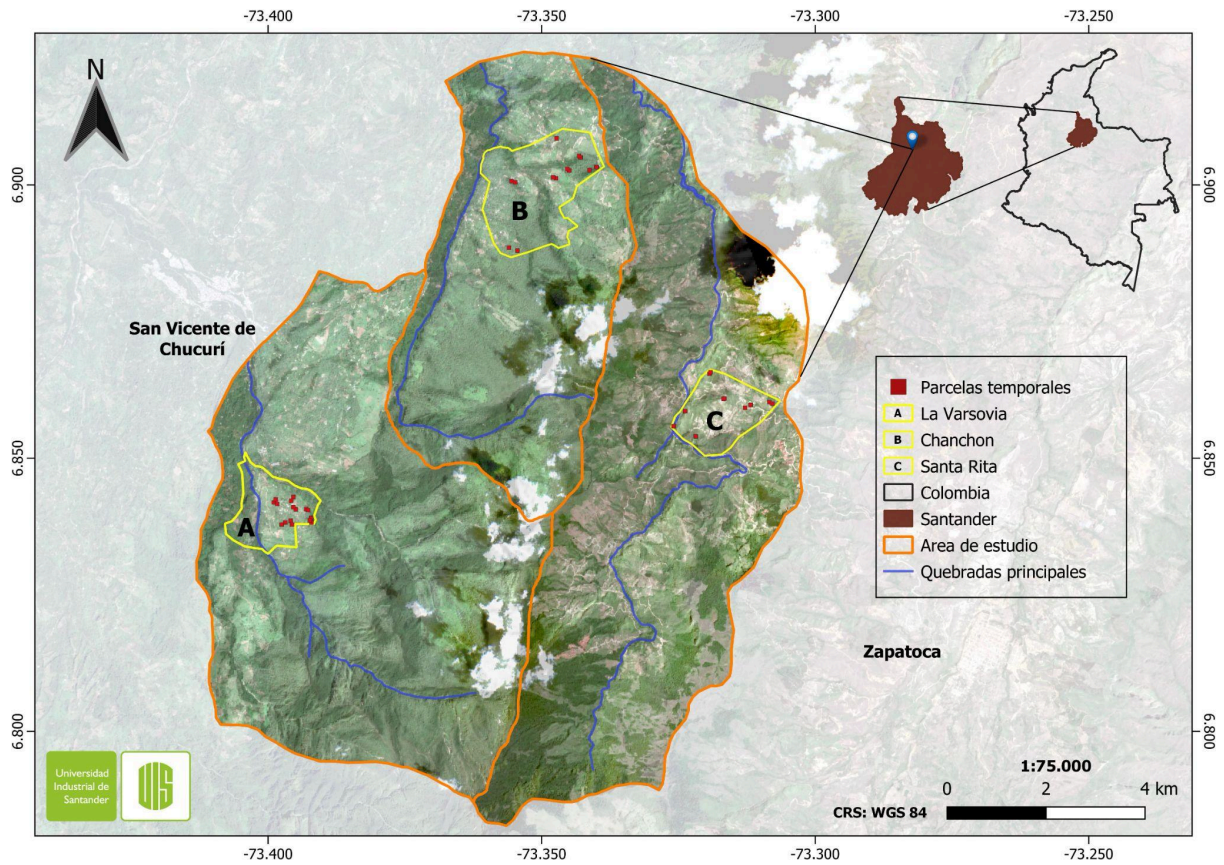 -73.400
-73.350
-73.300
-73.250
N
6.900
6.900
B
San Vicente de
Chucurí
C
Parcelas temporales
A La Varsovia
B Chanchon
C Santa Rita
Colombia
Santander
Area de estudio
Quebradas principales
6.850
6.850
A
Zapatoca
6.800
6.800
Universidad
Industrial de
Santander
UIS
1:75.000
0 2 4 km
CRS: WGS 84
-73.400
-73.350
-73.300
-73.250